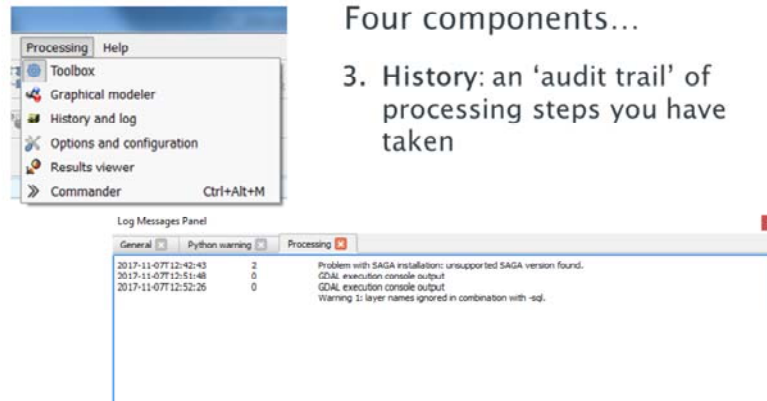 Four components...
3. History: an ‘audit trail’ of
processing steps you have
taken
Processing Help
Toolbox
Graphical modeler
History and log
Options and configuration
Results viewer
Commander Ctrl+Alt+M
Log Messages Panel
General Python warning Processing
2017-11-07T12:42:43 2 Problem with SAGA installation: unsupported SAGA version found.
2017-11-07T12:51:48 0 GDAL execution console output
2017-11-07T12:52:26 0 GDAL execution console output
Warning 1: layer names ignored in combination with -sql.